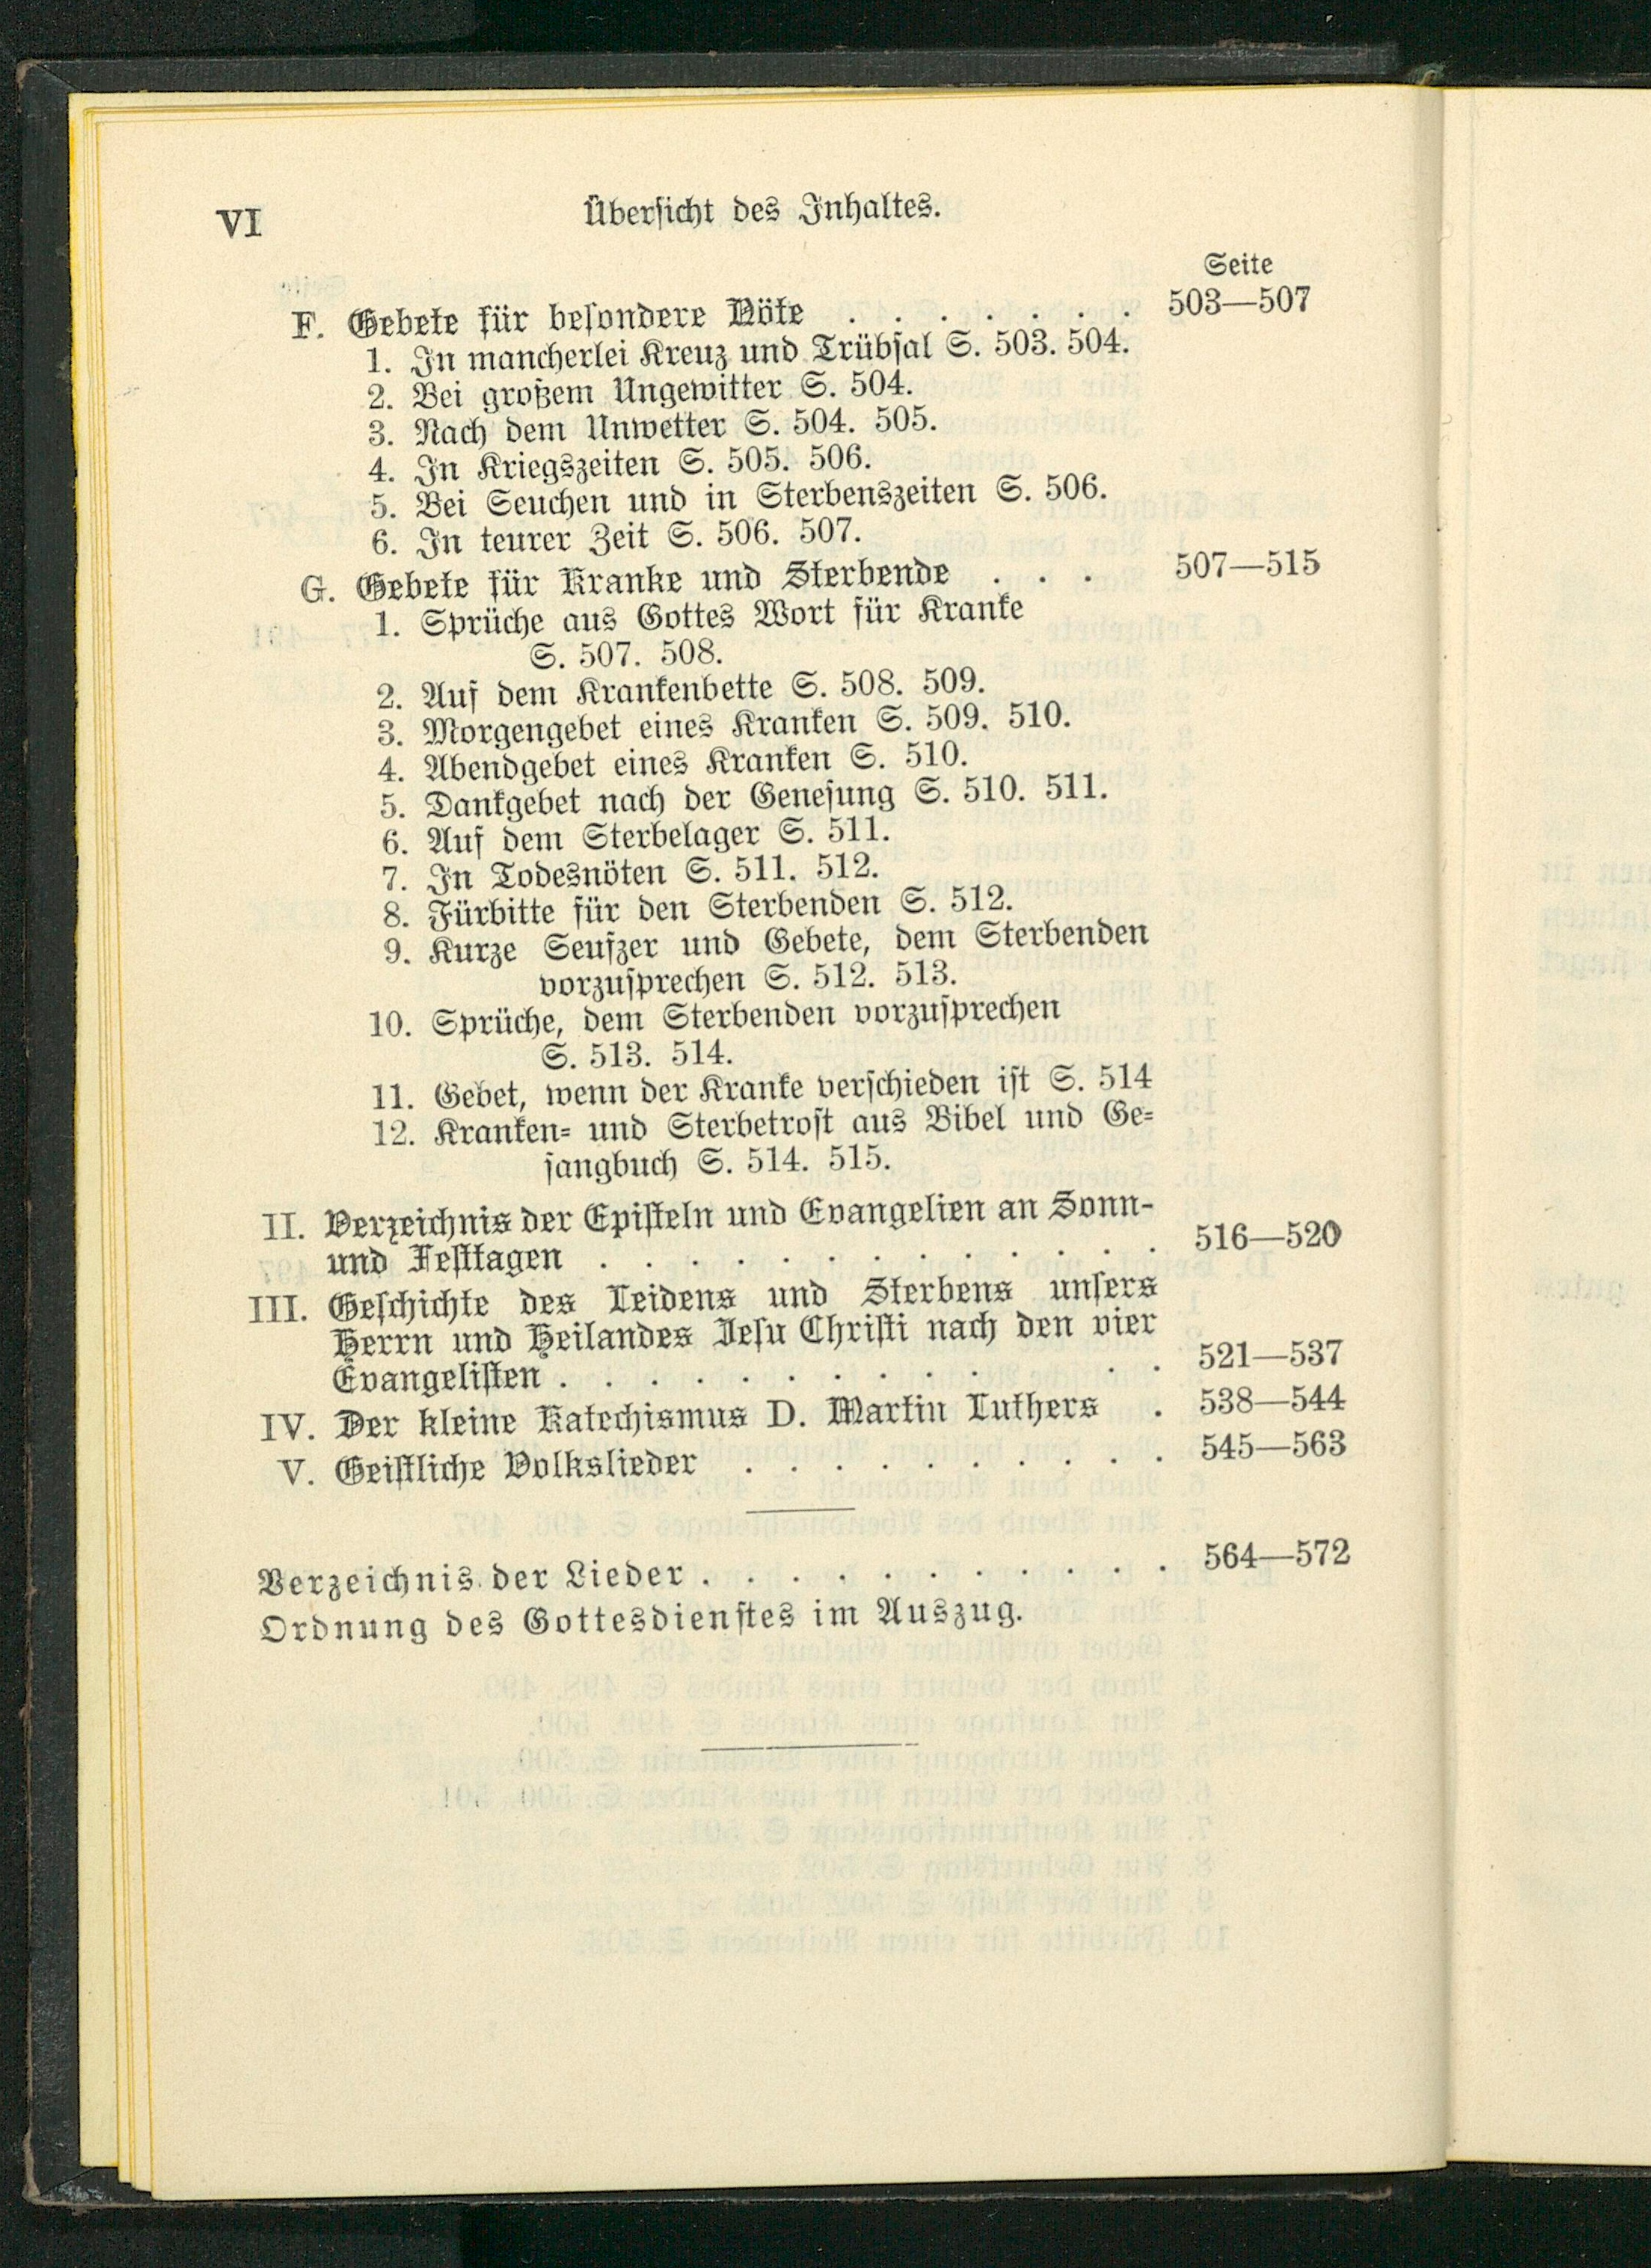 VI
Übersicht des Inhaltes.
Seite
F. Gebete für besondere Nöte . . . . . . . 503—507
1. In mancherlei Kreuz und Trübsal S. 503. 504.
2. Bei großem Ungewitter S. 504.
3. Nach dem Unwetter S. 504. 505.
4. In Kriegszeiten S. 505. 506.
5. Bei Seuchen und in Sterbenszeiten S. 506.
6. In teurer Zeit S. 506. 507.
G. Gebete für Kranke und Sterbende . . . 507—515
1. Sprüche aus Gottes Wort für Kranke
S. 507. 508.
2. Auf dem Krankenbette S. 508. 509.
3. Morgengebet eines Kranken S. 509. 510.
4. Abendgebet eines Kranken S. 510.
5. Dankgebet nach der Genesung S. 510. 511.
6. Auf dem Sterbelager S. 511.
7. In Todesnöten S. 511. 512.
8. Fürbitte für den Sterbenden S. 512.
9. Kurze Seufzer und Gebete, dem Sterbenden
vorzusprechen S. 512. 513.
10. Sprüche, dem Sterbenden vorzusprechen
S. 513. 514.
11. Gebet, wenn der Kranke verschieden ist S. 514
12. Kranken- und Sterbetrost aus Bibel und Ge-
sangbuch S. 514. 515.
II. Verzeichnis der Episteln und Evangelien an Sonn-
und Festtagen . . . . . . . . . . . . . 516—520
III. Geschichte des Leidens und Sterbens unsers
Herrn und Heilandes Jesu Christi nach den vier
Evangelisten . . . . . . . . . . . . . 521—537
IV. Der kleine Katechismus D. Martin Luthers . 538—544
V. Geistliche Volkslieder . . . . . . . . . . 545—563
Verzeichnis der Lieder . . . . . . . . . . . 564—572
Ordnung des Gottesdienstes im Auszug.